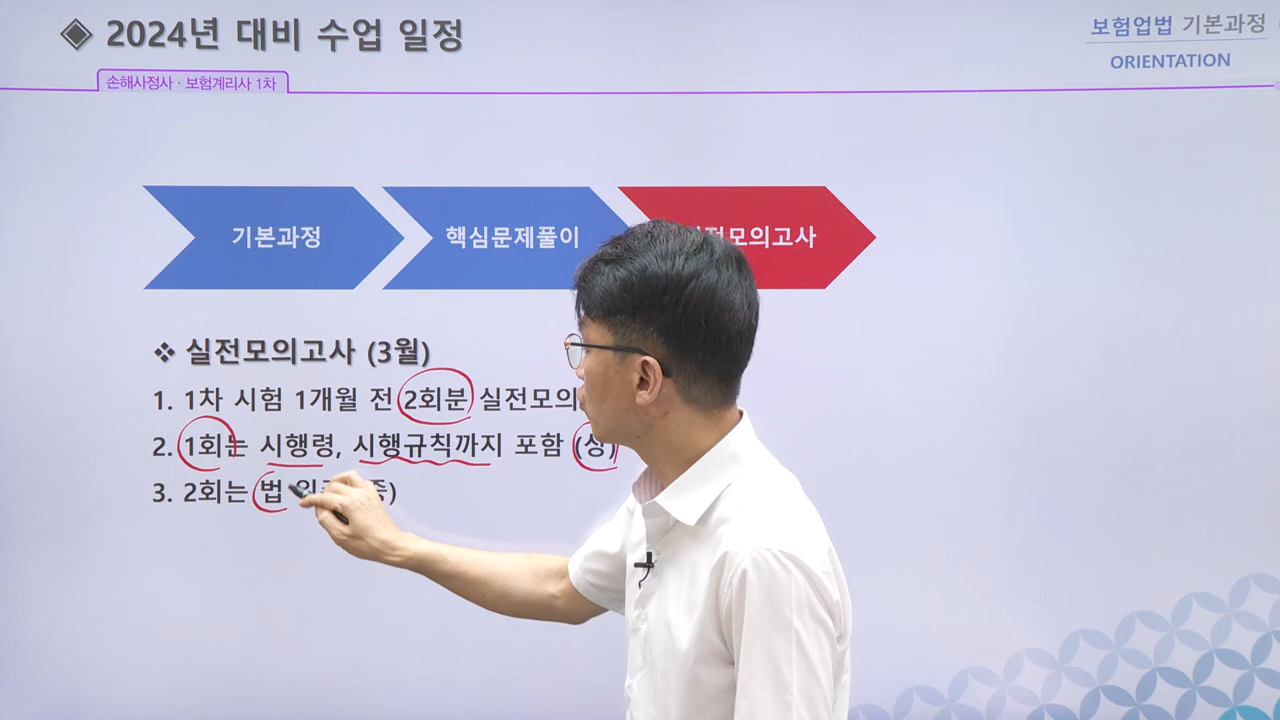 ◈ 2024년 대비 수업 일정
보험업법 기본과정
ORIENTATION
손해사정사 · 보험계리사 1차
기본과정
핵심문제풀이
모의고사
❖ 실전모의고사 (3월)
1. 1차 시험 1개월 전 2회분 실전모의
2. 1회는 시행령, 시행규칙까지 포함 (상)
3. 2회는 법